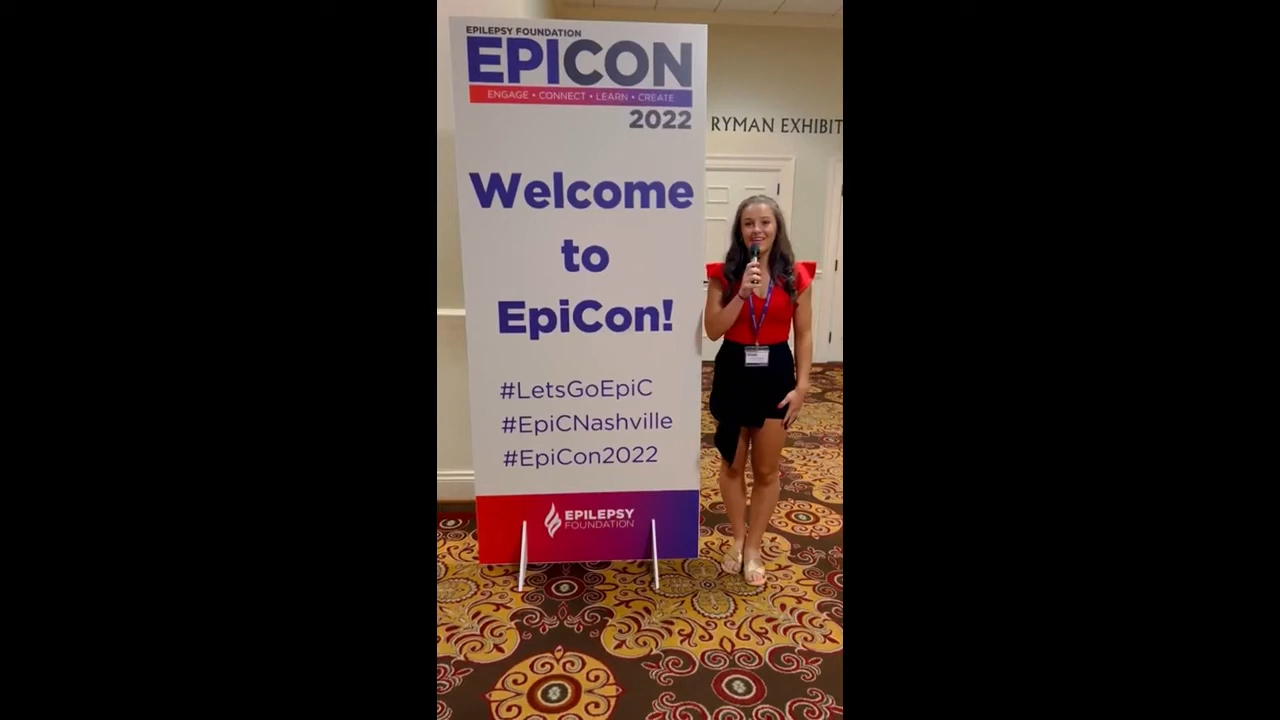 EPILEPSY FOUNDATION
EPICON
ENGAGE • CONNECT • LEARN • CREATE
2022
RYMAN EXHIBIT
Welcome
to
EpiCon!
#LetsGoEpiC
#EpiCNashville
#EpiCon2022
EPILEPSY
FOUNDATION